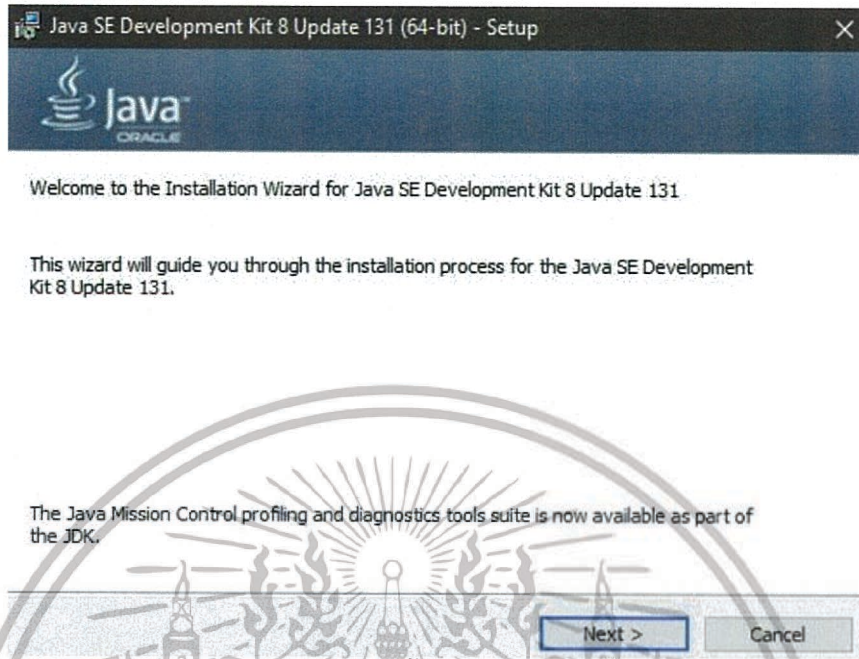 Java SE Development Kit 8 Update 131 (64-bit) - Setup
Java
ORACLE
Welcome to the Installation Wizard for Java SE Development Kit 8 Update 131
This wizard will guide you through the installation process for the Java SE Development
Kit 8 Update 131.
The Java Mission Control profiling and diagnostics tools suite is now available as part of
the JDK.
Next > Cancel